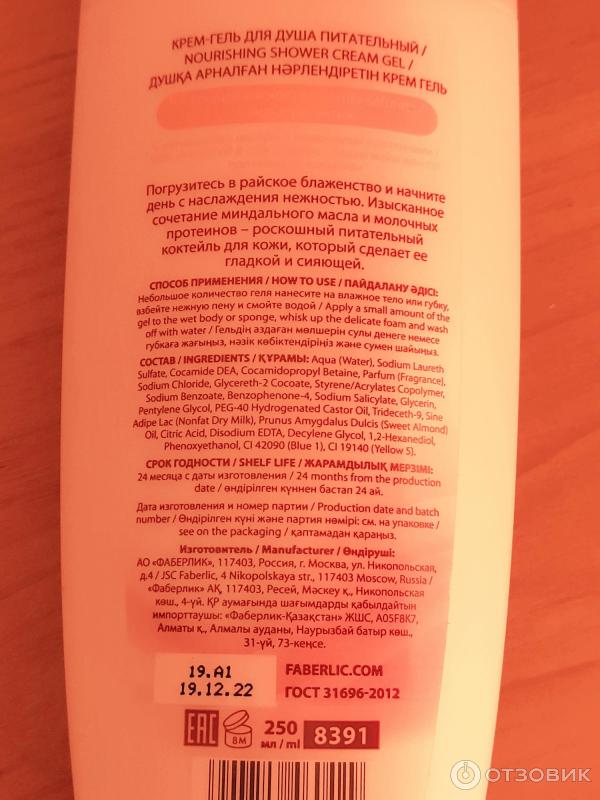 КРЕМ-ГЕЛЬ ДЛЯ ДУША ПИТАТЕЛЬНЫЙ /
NOURISHING SHOWER CREAM GEL /
ДУШҚА АРНАЛҒАН НӘРЛЕНДІРЕТІН КРЕМ ГЕЛЬ
Погрузитесь в райское блаженство и начните
день с наслаждения нежностью. Изысканное
сочетание миндального масла и молочных
протеинов – роскошный питательный
коктейль для кожи, который сделает ее
гладкой и сияющей.
СПОСОБ ПРИМЕНЕНИЯ / HOW TO USE / ПАЙДАЛАНУ ӘДІСІ:
Небольшое количество геля нанесите на влажное тело или губку,
взбейте нежную пену и смойте водой / Apply a small amount of the
gel to the wet body or sponge, whisk up the delicate foam and wash
off with water / Гельдің аздаған мөлшерін сулы денеге немесе
губкаға жағыңыз, нәзік көбіктендіріңіз және сумен шайыңыз.
СОСТАВ / INGREDIENTS / ҚҰРАМЫ: Aqua (Water), Sodium Laureth
Sulfate, Cocamide DEA, Cocamidopropyl Betaine, Parfum (Fragrance),
Sodium Chloride, Glycereth-2 Cocoate, Styrene/Acrylates Copolymer,
Sodium Benzoate, Benzophenone-4, Sodium Salicylate, Glycerin,
Pentylene Glycol, PEG-40 Hydrogenated Castor Oil, Trideceth-9, Sine
Adipe Lac (Nonfat Dry Milk), Prunus Amygdalus Dulcis (Sweet Almond)
Oil, Citric Acid, Disodium EDTA, Decylene Glycol, 1,2-Hexanediol,
Phenoxyethanol, CI 42090 (Blue 1), CI 19140 (Yellow 5).
СРОК ГОДНОСТИ / SHELF LIFE / ЖАРАМДЫЛЫҚ МЕРЗІМІ:
24 месяца с даты изготовления / 24 months from the production
date / өндірілген күннен бастап 24 ай.
Дата изготовления и номер партии / Production date and batch
number / Өндірілген күні және партия нөмірі: см. на упаковке /
see on the packaging / қаптамадан қараңыз.
Изготовитель / Manufacturer / Өндіруші:
АО «ФАБЕРЛИК», 117403, Россия, г. Москва, ул. Никопольская,
д.4 / JSC Faberlic, 4 Nikopolskaya str., 117403 Moscow, Russia /
«Фаберлик» АҚ, 117403, Ресей, Мәскеу қ., Никопольская
көш., 4-үй. ҚР аумағында шағымдарды қабылдайтын
импорттаушы: «Фаберлик-Қазақстан» ЖШС, A05F8K7,
Алматы қ., Алмалы ауданы, Наурызбай батыр көш.,
31-үй, 73-кеңсе.
19.A1
19.12.22
FABERLIC.COM
ГОСТ 31696-2012
EAC
8М
250
мл / ml
8391
ОТЗОВИК